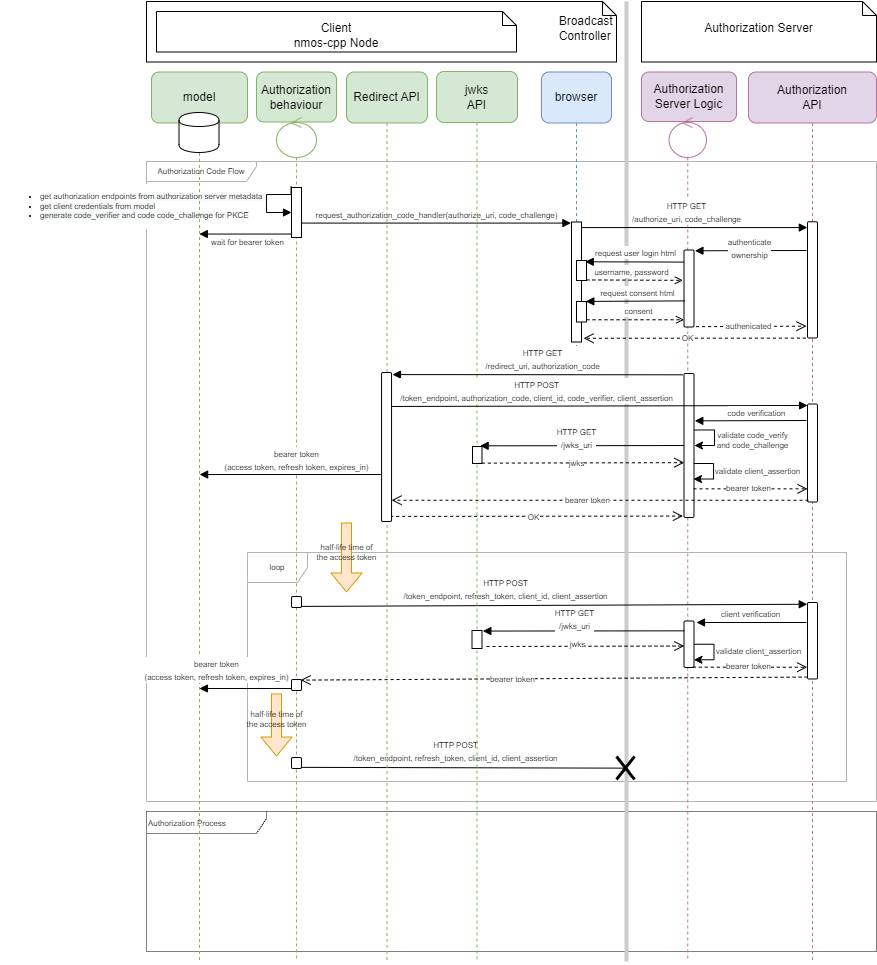 Client
nmos-cpp Node
Broadcast
Controller
Authorization Server
model
Authorization
behaviour
Redirect API
jwks
API
browser
Authorization
Server Logic
Authorization
API
Authorization Code Flow
get authorization endpoints from authorization server metadata
get client credentials from model
generate code_verifier and code code_challenge for PKCE
request_authorization_code_handler(authorize_uri, code_challenge)
wait for bearer token
HTTP GET
/authorize_uri, code_challenge
authenticate
ownership
request user login html
username, password
request consent html
consent
authenicated
OK
HTTP GET
/redirect_uri, authorization_code
HTTP POST
/token_endpoint, authorization_code, client_id, code_verifier, client_assertion
code verification
validate code_verify
and code_challenge
HTTP GET
/jwks_uri
jwks
validate client_assertion
bearer token
(access token, refresh token, expires_in)
bearer token
bearer token
OK
half-life time of
the access token
loop
HTTP POST
/token_endpoint, refresh_token, client_id, client_assertion
HTTP GET
/jwks_uri
client verification
jwks
validate client_assertion
bearer token
bearer token
(access token, refresh token, expires_in)
bearer token
half-life time of
the access token
HTTP POST
/token_endpoint, refresh_token, client_id, client_assertion
Authorization Process